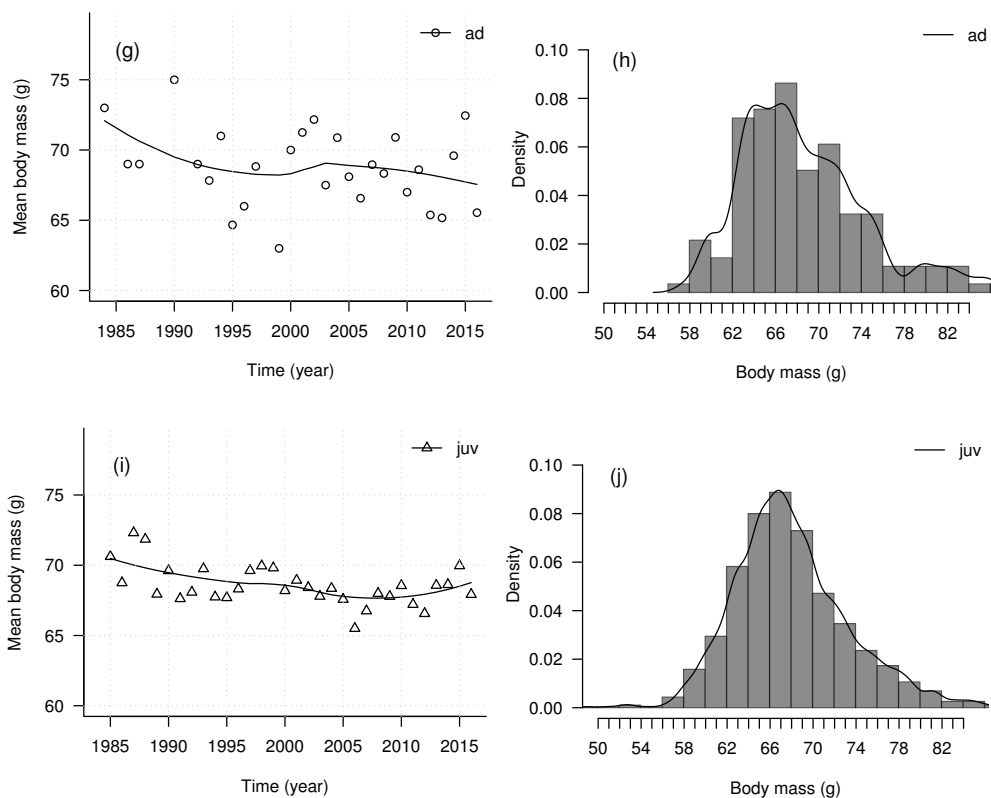 (g)
ad
Mean body mass (g)
75
70
65
60
1985 1990 1995 2000 2005 2010 2015
Time (year)
(h)
ad
Density
0.10
0.08
0.06
0.04
0.02
0.00
50 54 58 62 66 70 74 78 82
Body mass (g)
(i)
juv
Mean body mass (g)
75
70
65
60
1985 1990 1995 2000 2005 2010 2015
Time (year)
(j)
juv
Density
0.10
0.08
0.06
0.04
0.02
0.00
50 54 58 62 66 70 74 78 82
Body mass (g)